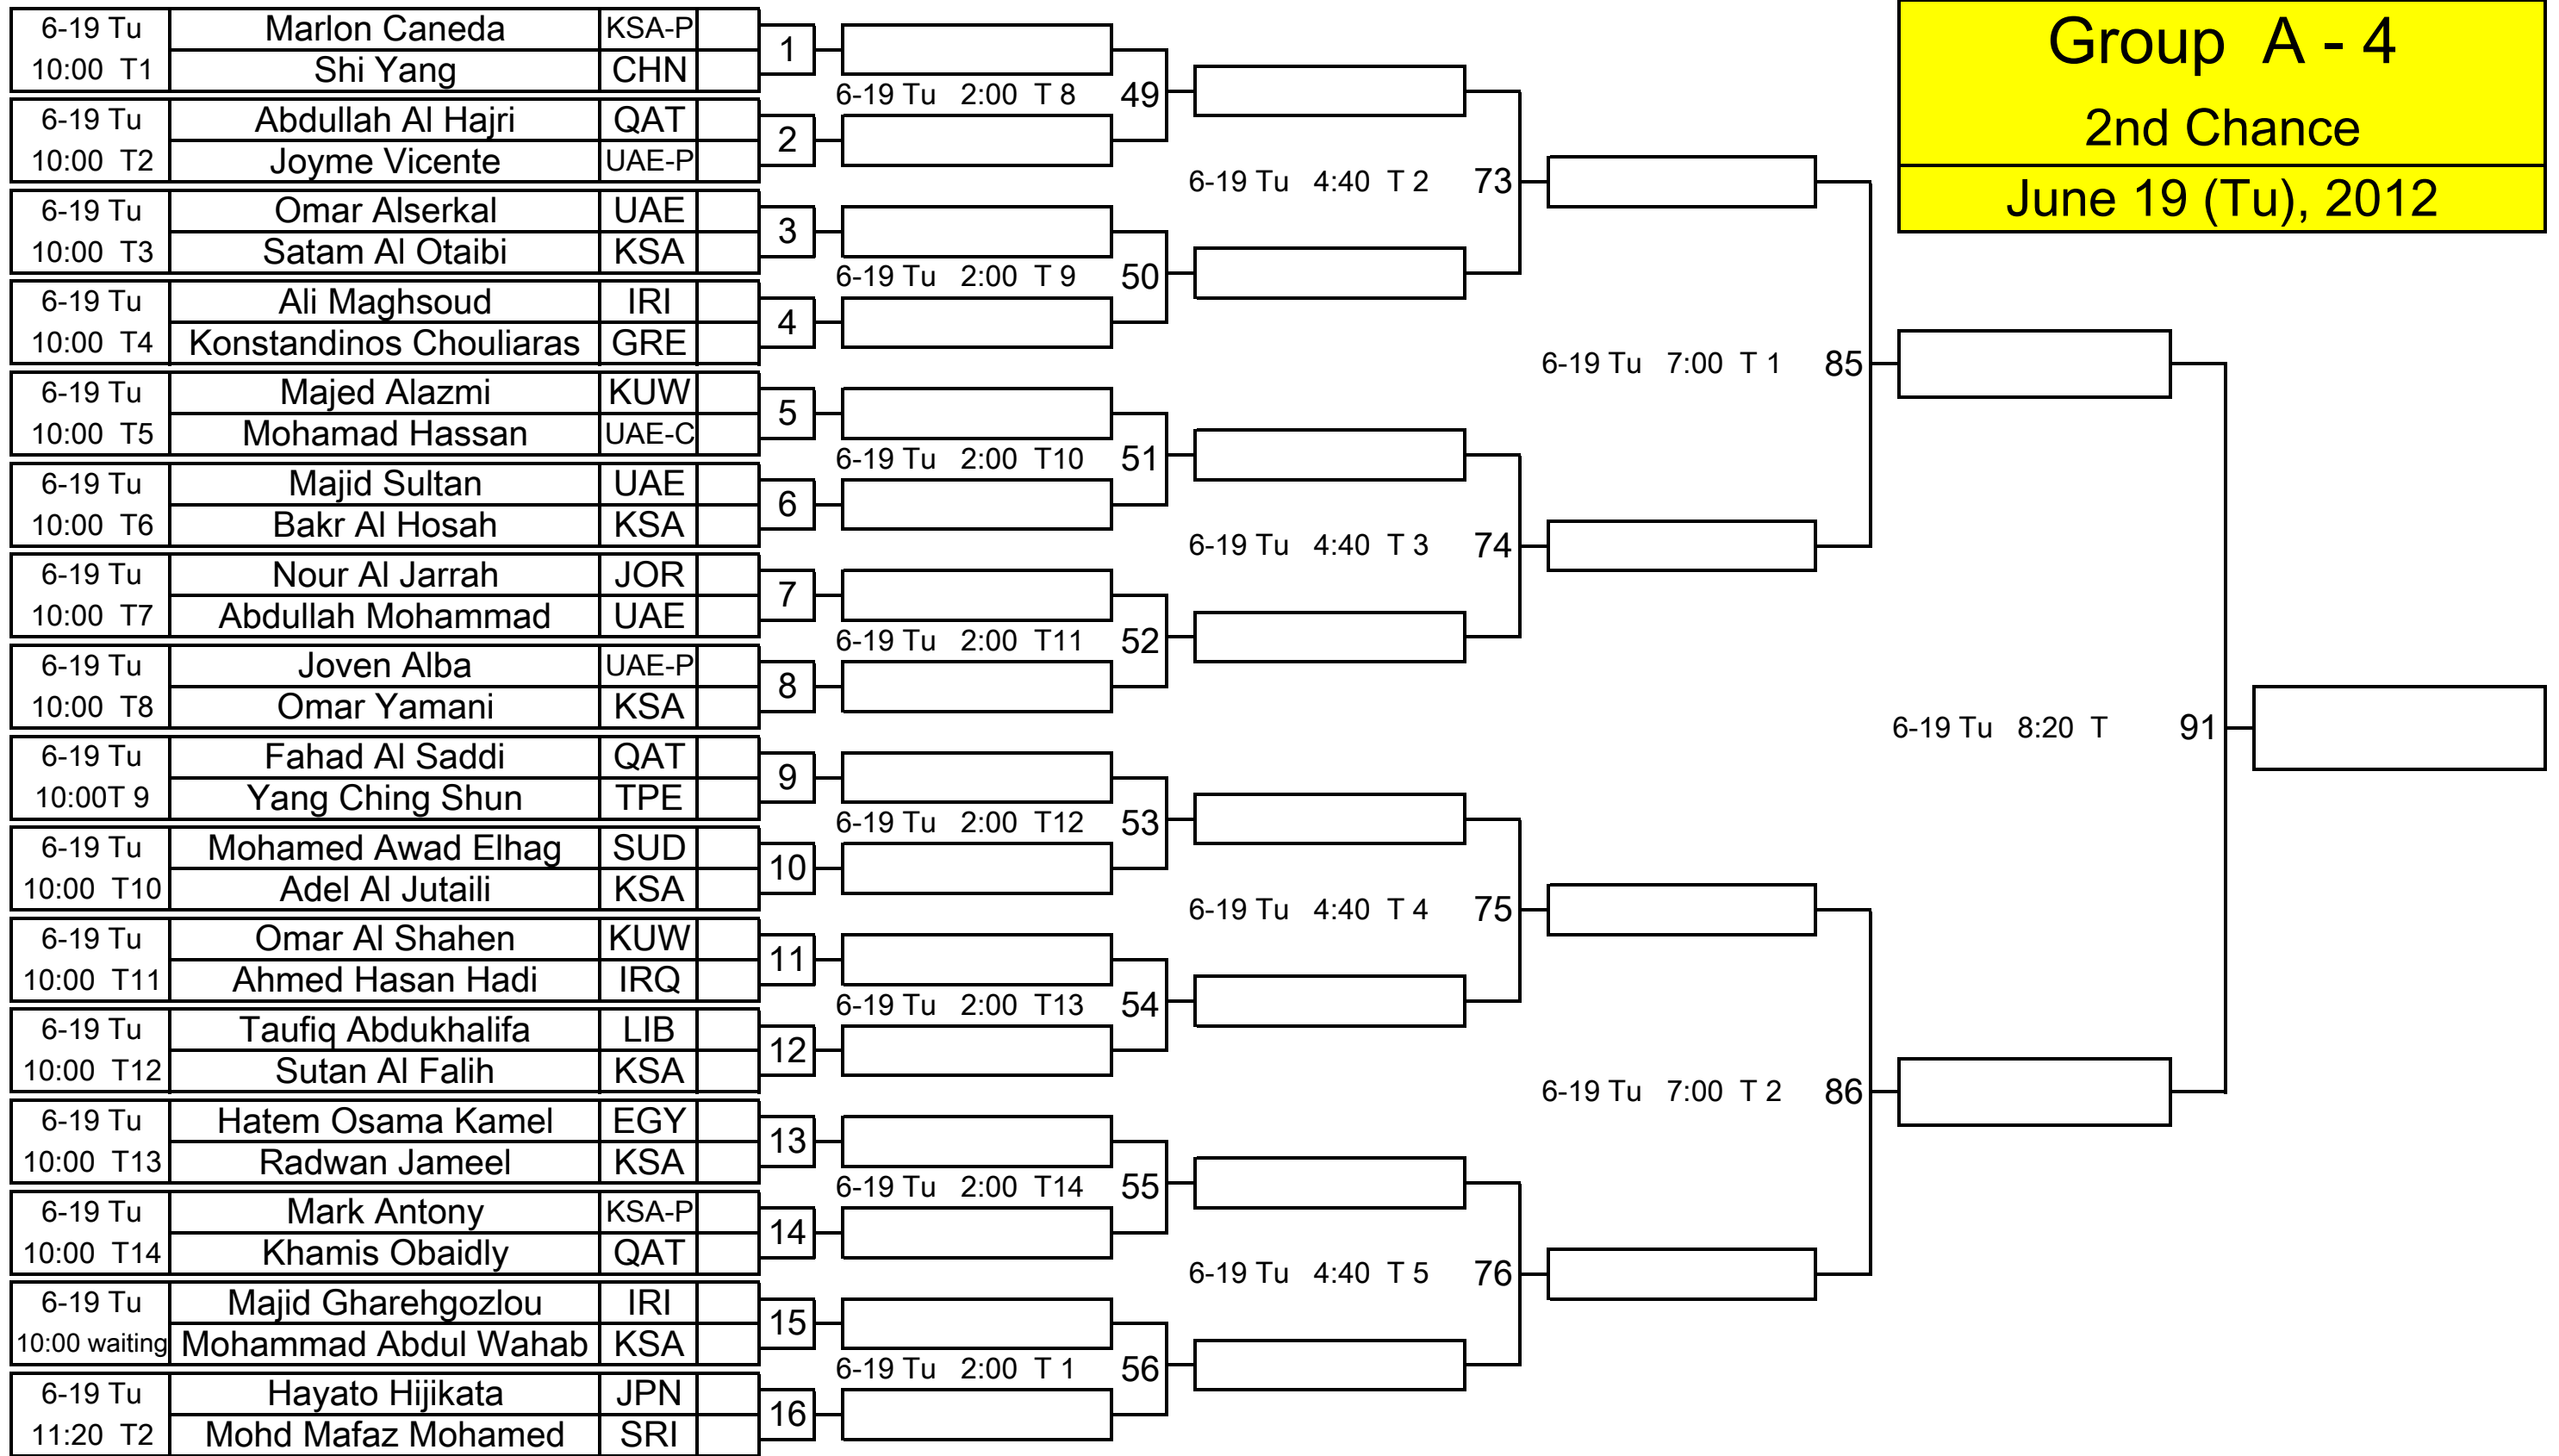 Group A - 4
2nd Chance
June 19 (Tu), 2012
6-19 Tu Marlon Caneda KSA-P
10:00 T1 Shi Yang CHN
1
6-19 Tu Abdullah Al Hajri QAT
10:00 T2 Joyme Vicente UAE-P
2
6-19 Tu Omar Alserkal UAE
10:00 T3 Satam Al Otaibi KSA
3
6-19 Tu Ali Maghsoud IRI
10:00 T4 Konstandinos Chouliaras GRE
4
6-19 Tu Majed Alazmi KUW
10:00 T5 Mohamad Hassan UAE-C
5
6-19 Tu Majid Sultan UAE
10:00 T6 Bakr Al Hosah KSA
6
6-19 Tu Nour Al Jarrah JOR
10:00 T7 Abdullah Mohammad UAE
7
6-19 Tu Joven Alba UAE-P
10:00 T8 Omar Yamani KSA
8
6-19 Tu Fahad Al Saddi QAT
10:00T 9 Yang Ching Shun TPE
9
6-19 Tu Mohamed Awad Elhag SUD
10:00 T10 Adel Al Jutaili KSA
10
6-19 Tu Omar Al Shahen KUW
10:00 T11 Ahmed Hasan Hadi IRQ
11
6-19 Tu Taufiq Abdukhalifa LIB
10:00 T12 Sutan Al Falih KSA
12
6-19 Tu Hatem Osama Kamel EGY
10:00 T13 Radwan Jameel KSA
13
6-19 Tu Mark Antony KSA-P
10:00 T14 Khamis Obaidly QAT
14
6-19 Tu Majid Gharehgozlou IRI
10:00 waiting Mohammad Abdul Wahab KSA
15
6-19 Tu Hayato Hijikata JPN
11:20 T2 Mohd Mafaz Mohamed SRI
16
6-19 Tu 2:00 T 8 49
6-19 Tu 2:00 T 9 50
6-19 Tu 2:00 T10 51
6-19 Tu 2:00 T11 52
6-19 Tu 2:00 T12 53
6-19 Tu 2:00 T13 54
6-19 Tu 2:00 T14 55
6-19 Tu 2:00 T 1 56
6-19 Tu 4:40 T 2 73
6-19 Tu 4:40 T 3 74
6-19 Tu 4:40 T 4 75
6-19 Tu 4:40 T 5 76
6-19 Tu 7:00 T 1 85
6-19 Tu 7:00 T 2 86
6-19 Tu 8:20 T 91